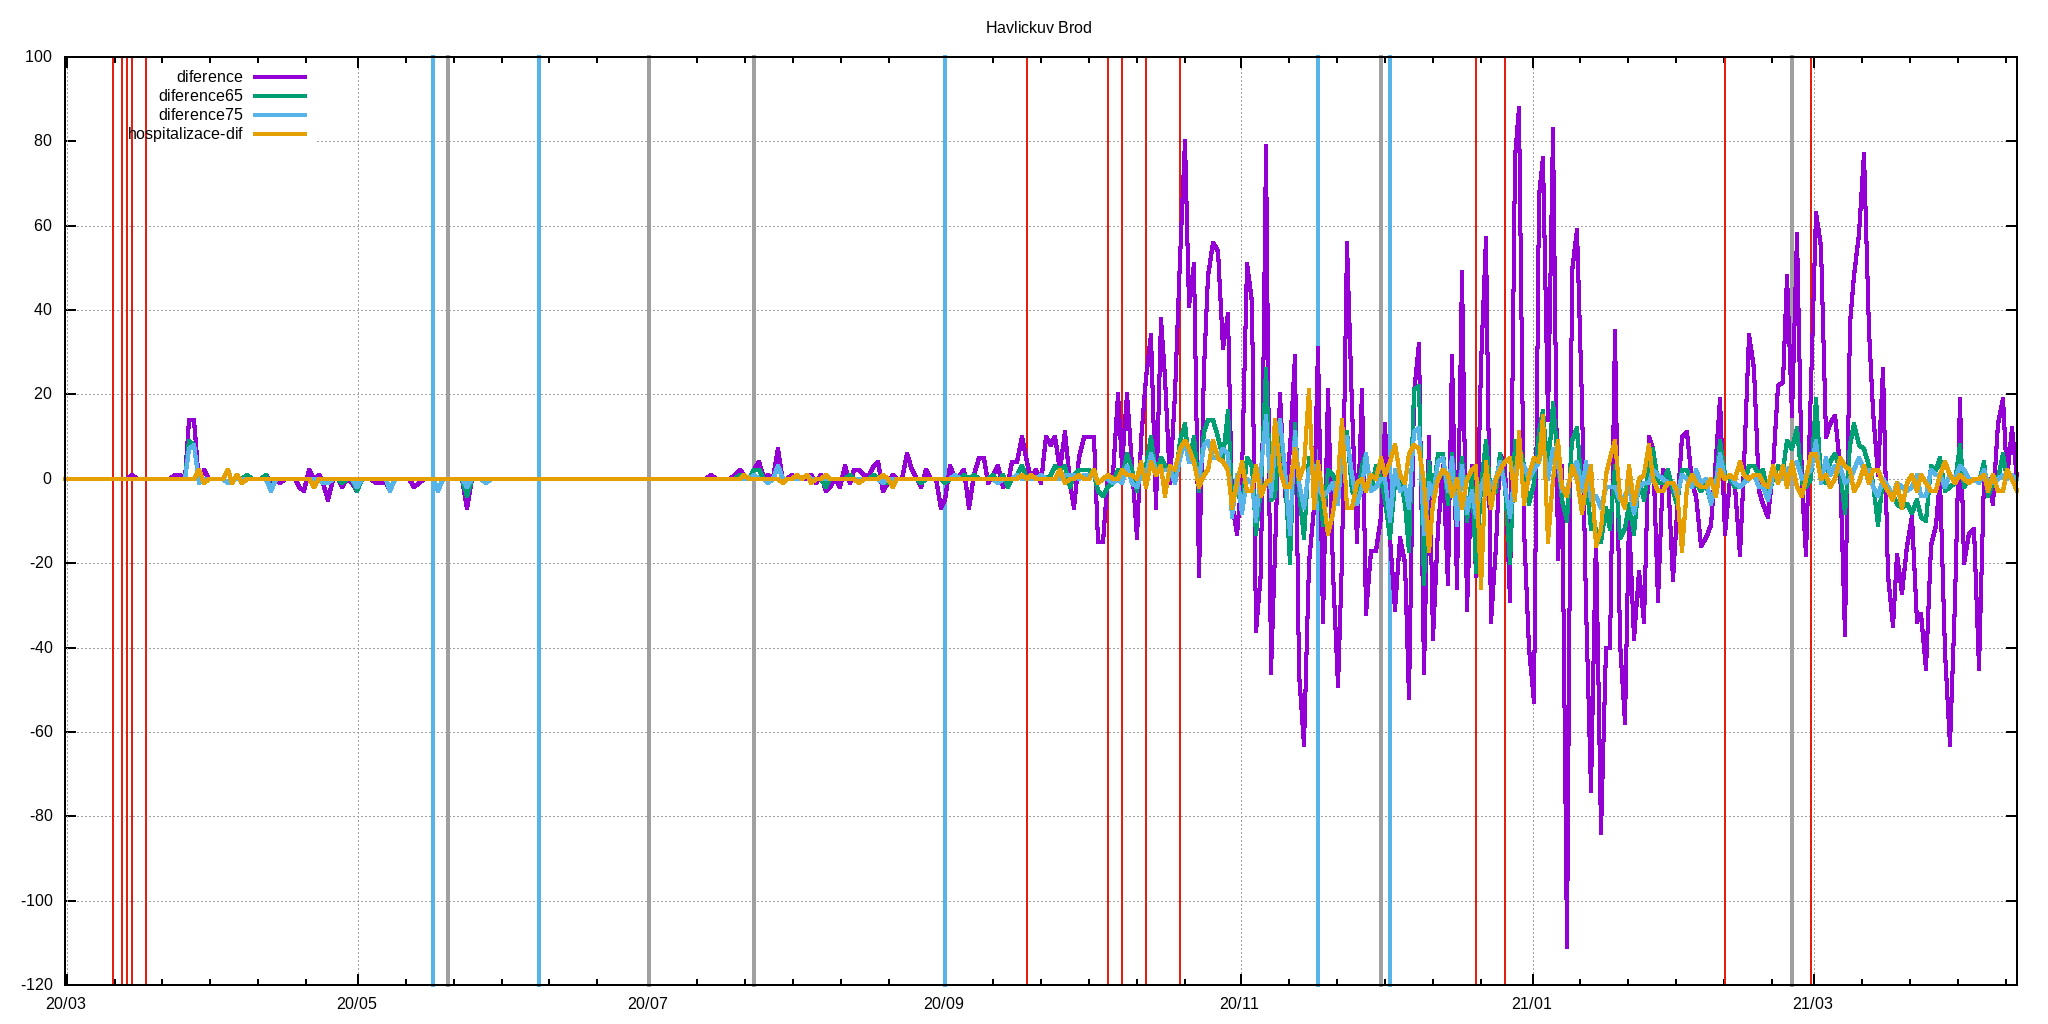 Havlickuv Brod
diference
diference65
diference75
hospitalizace-dif
100
80
60
40
20
0
-20
-40
-60
-80
-100
-120
20/03 20/05 20/07 20/09 20/11 21/01 21/03